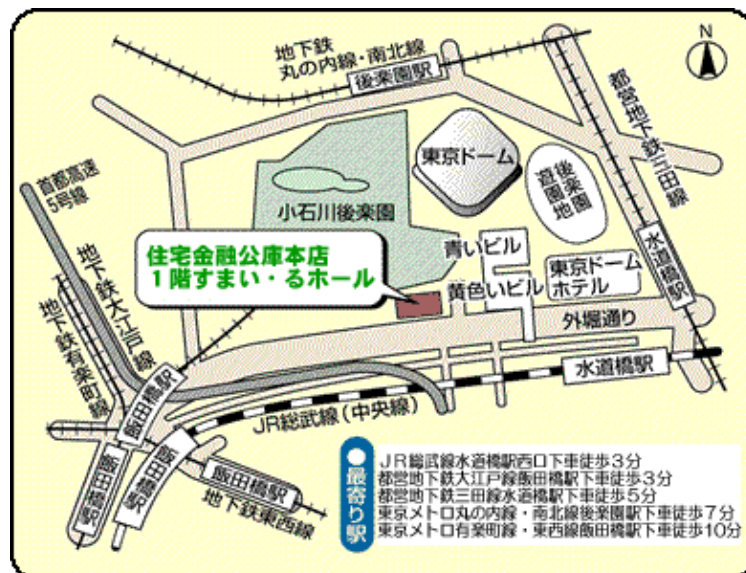 地下鉄
丸の内線・南北線
後楽園駅
N
都営地下鉄三田線
首都高速
5号線
東京ドーム
後楽園
遊園地
小石川後楽園
住宅金融公庫本店
1階すまい・るホール
青いビル
黄色いビル
東京ドーム
ホテル
水道橋駅
外堀通り
地下鉄大江戸線
地下鉄有楽町線
水道橋駅
JR総武線(中央線)
飯田橋駅
飯田橋駅
飯田橋駅
飯田橋駅
地下鉄東西線
最寄り駅
JR総武線水道橋駅西口下車徒歩3分
都営地下鉄大江戸線飯田橋駅下車徒歩3分
都営地下鉄三田線水道橋駅下車徒歩5分
東京メトロ丸の内線・南北線後楽園駅下車徒歩7分
東京メトロ有楽町線・東西線飯田橋駅下車徒歩10分